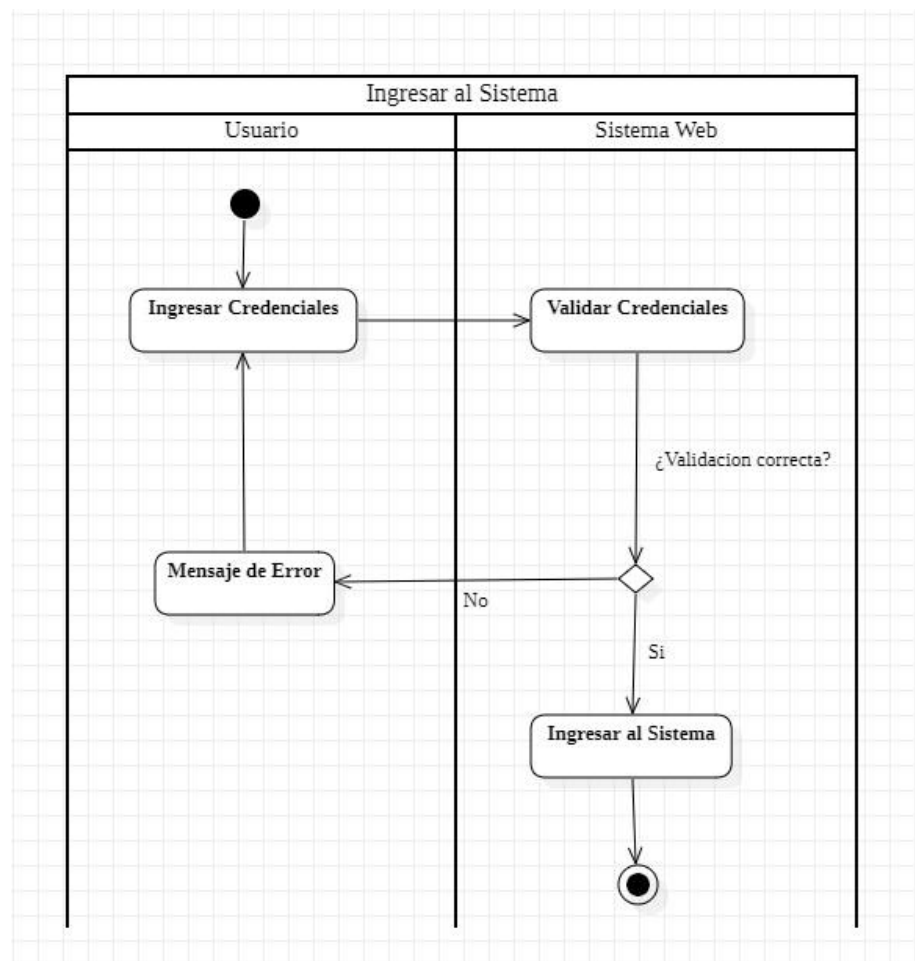 Ingresar al Sistema
Usuario
Sistema Web
Ingresar Credenciales
Validar Credenciales
¿Validacion correcta?
Mensaje de Error
No
Si
Ingresar al Sistema